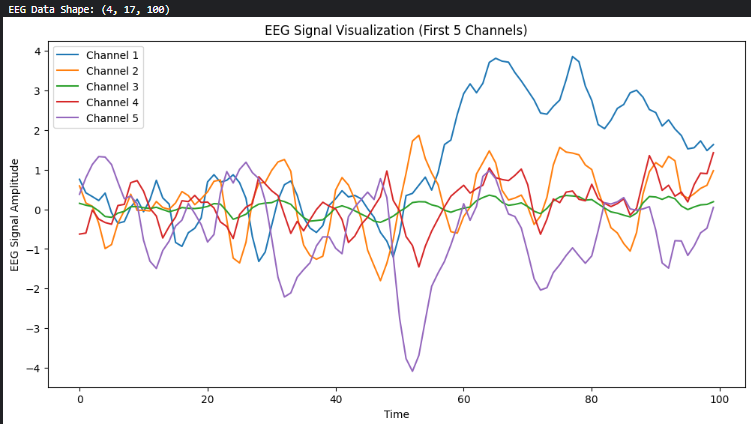 EEG Data Shape: (4, 17, 100)
EEG Signal Visualization (First 5 Channels)
Channel 1
Channel 2
Channel 3
Channel 4
Channel 5
EEG Signal Amplitude
4
3
2
1
0
−1
−2
−3
−4
0
20
40
60
80
100
Time